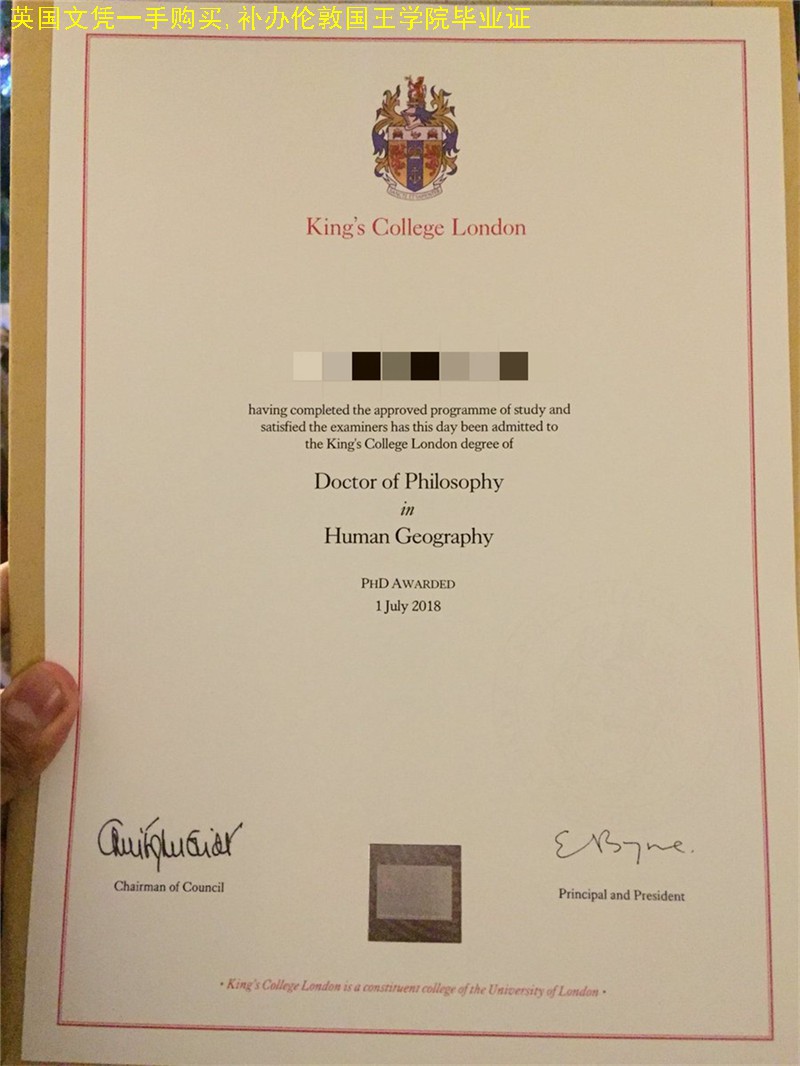 英国文凭一手购买,补办伦敦国王学院毕业证
King's College London
having completed the approved programme of study and
satisfied the examiners has this day been admitted to
the King's College London degree of
Doctor of Philosophy
in
Human Geography
PHD AWARDED
1 July 2018
Chairman of Council
Principal and President
• King's College London is a constituent college of the University of London •